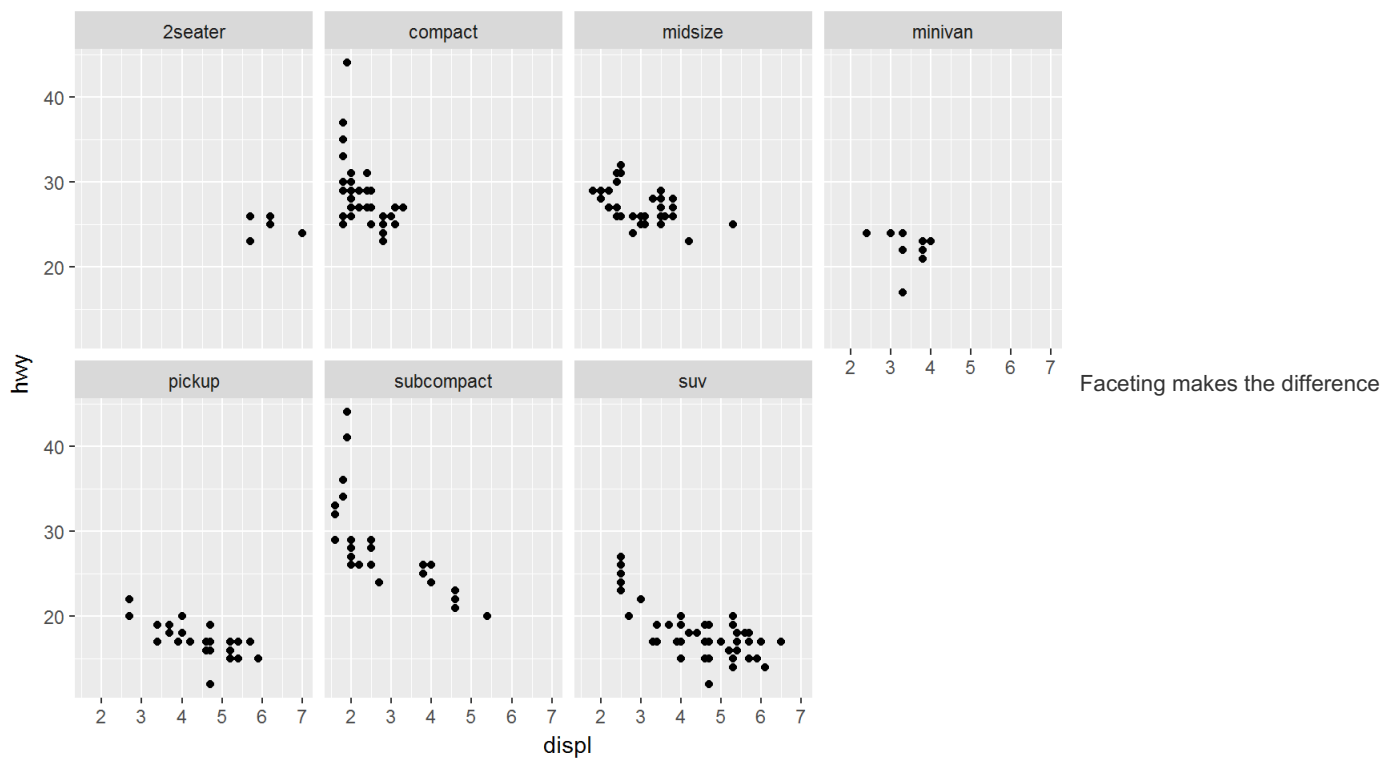 2seater compact midsize minivan
40
30
20
2 3 4 5 6 7
hwy
Faceting makes the difference
pickup subcompact suv
40
30
20
2 3 4 5 6 7 2 3 4 5 6 7 2 3 4 5 6 7
displ